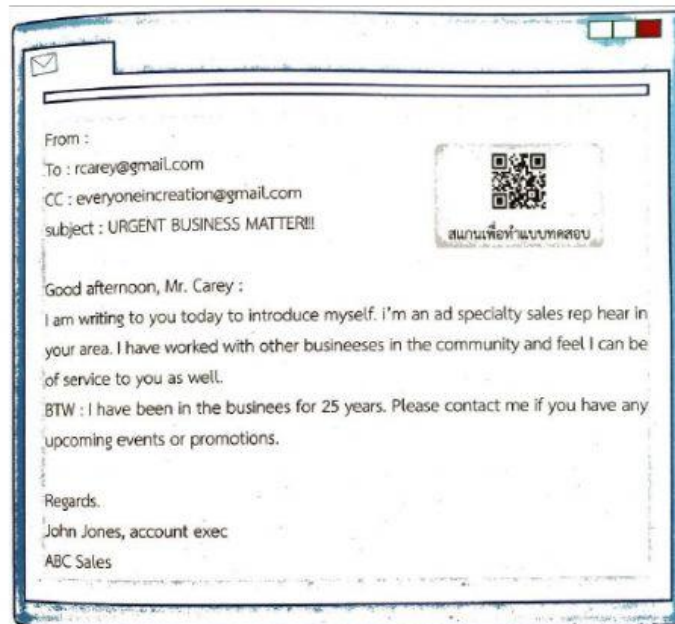 From :
To : rcarey@gmail.com
CC : everyoneincreation@gmail.com
subject : URGENT BUSINESS MATTER!!!
สแกนเพื่อทำแบบทดสอบ
Good afternoon, Mr. Carey :
I am writing to you today to introduce myself. i'm an ad specialty sales rep hear in
your area. I have worked with other busineeses in the community and feel I can be
of service to you as well.
BTW : I have been in the businees for 25 years. Please contact me if you have any
upcoming events or promotions.
Regards.
John Jones, account exec
ABC Sales